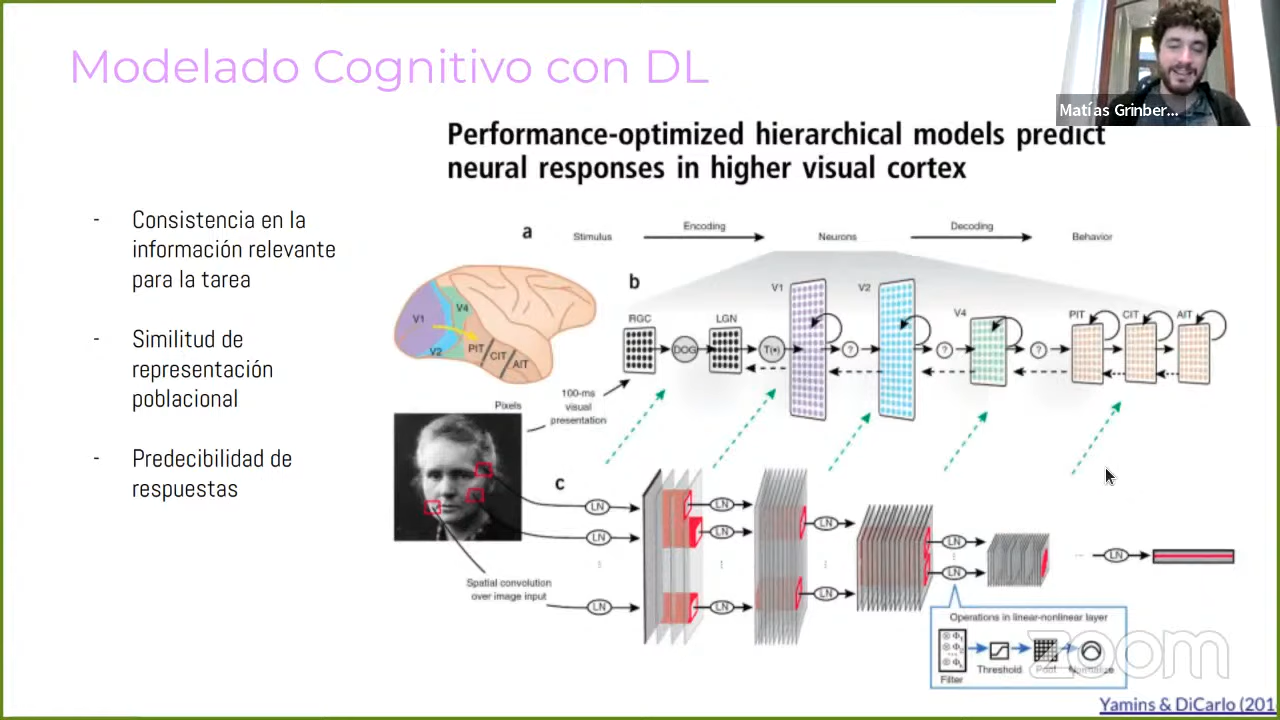 Modelado Cognitivo con DL
Matías Grinber...
Performance-optimized hierarchical models predict
neural responses in higher visual cortex
- Consistencia en la
información relevante
para la tarea
- Similitud de
representación
poblacional
- Predecibilidad de
respuestas
a
Stimulus
Encoding
Neurons
Decoding
Behavior
b
V1
V2
V4
PIT
CIT
AIT
RGC
LGN
DOG
T(•)
?
?
?
V1
V2
V4
PIT
CIT
AIT
100-ms
visual
presentation
Pixels
c
LN
LN
LN
LN
LN
LN
LN
LN
LN
LN
LN
...
Spatial convolution
over image input
Operations in linear-nonlinear layer
Φ₁
Φ₂
...
Φₖ
Filter
Threshold
Pool
Normalize
zoom
Yamins & DiCarlo (201